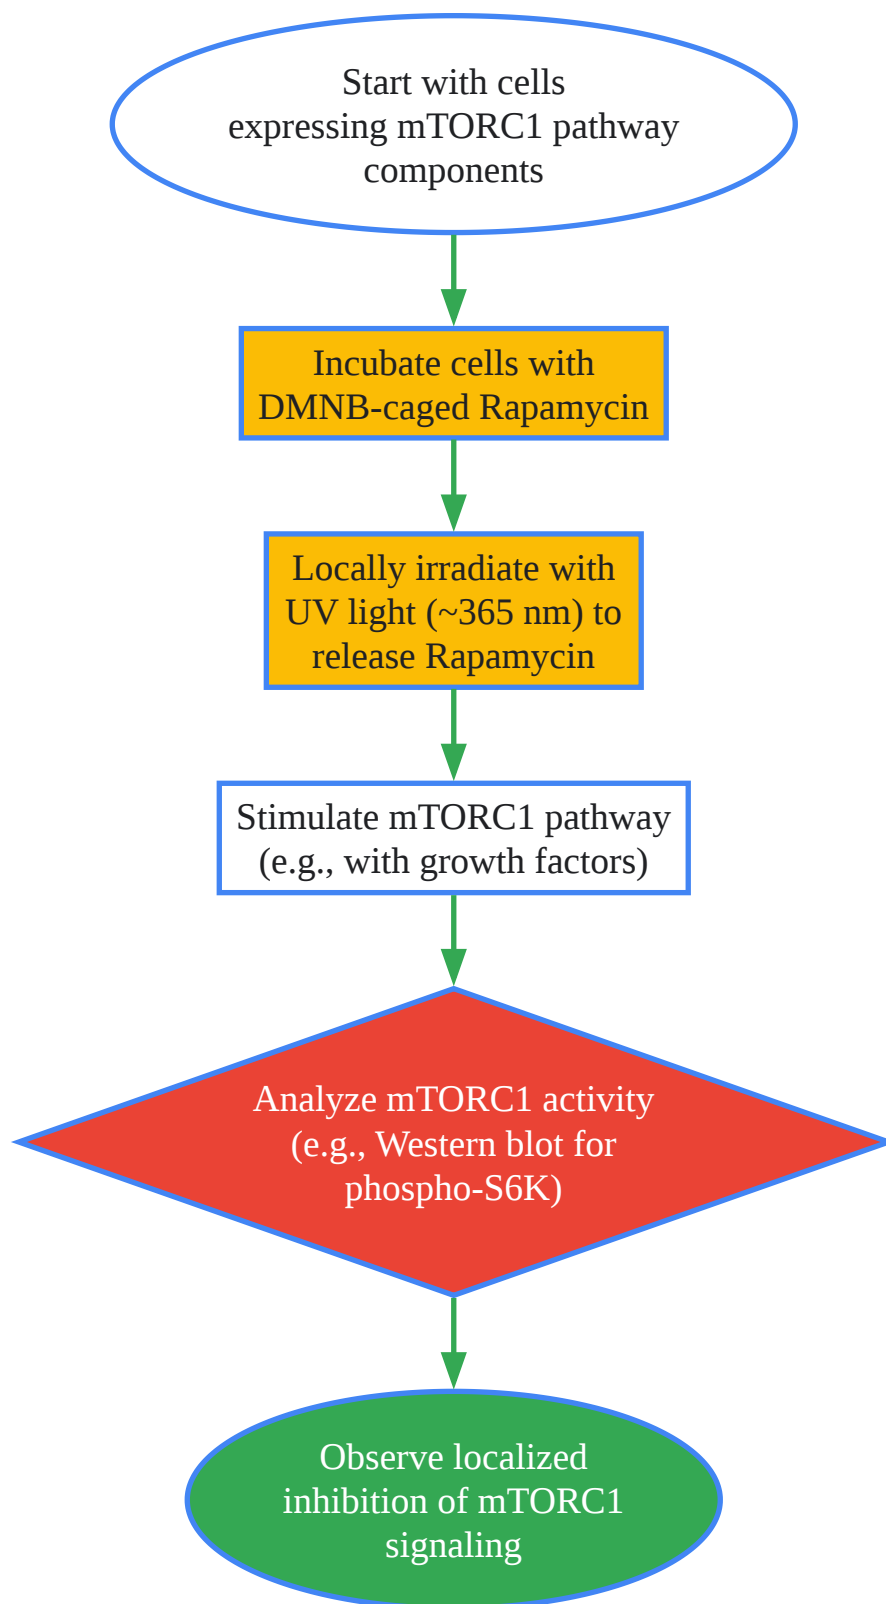 Start with cells
expressing mTORC1 pathway
components
Incubate cells with
DMNB-caged Rapamycin
Locally irradiate with
UV light (~365 nm) to
release Rapamycin
Stimulate mTORC1 pathway
(e.g., with growth factors)
Analyze mTORC1 activity
(e.g., Western blot for
phospho-S6K)
Observe localized
inhibition of mTORC1
signaling